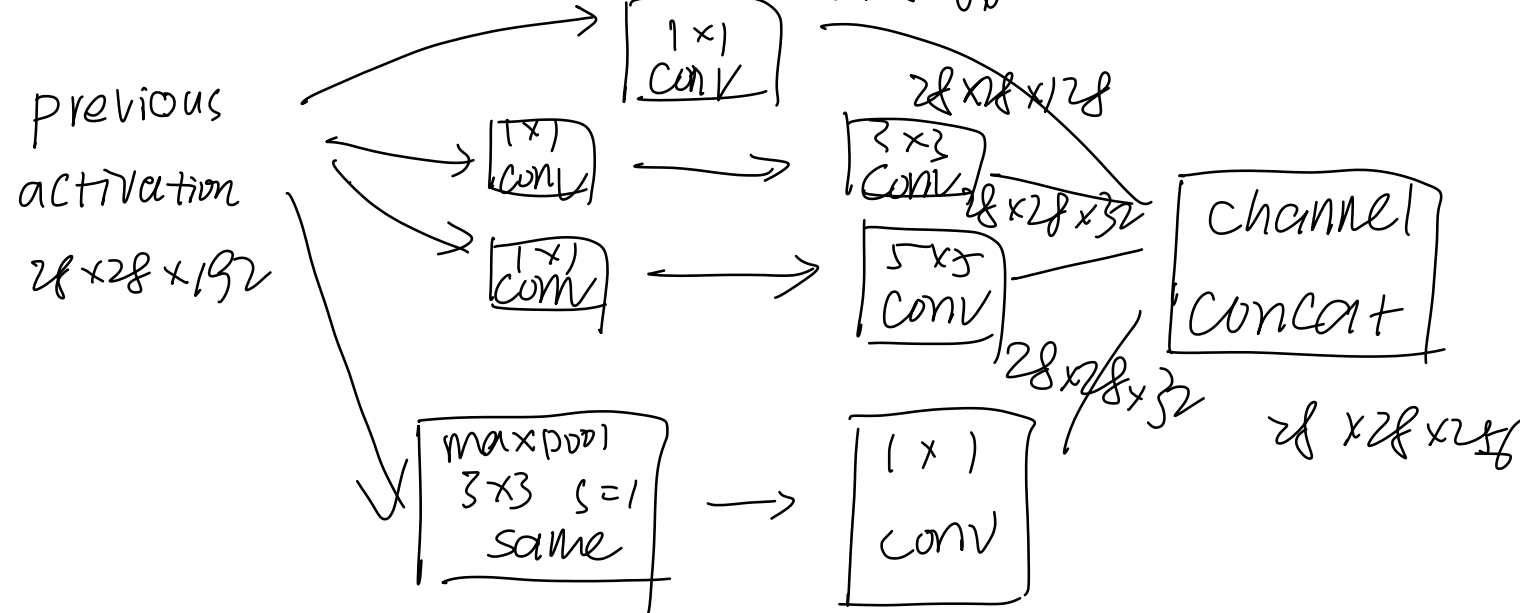 1×1
conv
28×28×128
previous
activation
28×28×192
1×1
conv
3×3
conv
28×28×32
1×1
conv
5×5
conv
28×28×32
channel
concat
28×28×256
maxpool
3×3 s=1
same
1×1
conv